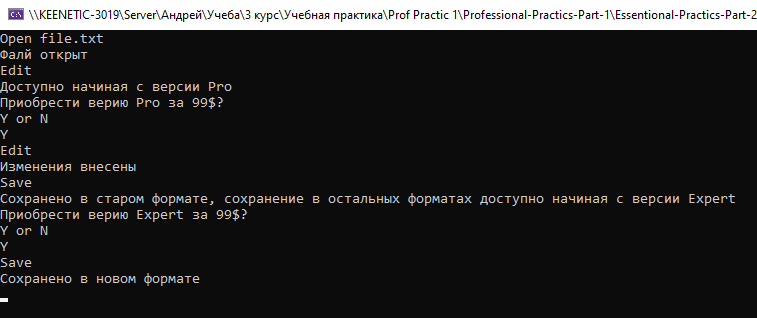 \\KEENETIC-3019\Server\Андрей\Учеба\3 курс\Учебная практика\Prof Practic 1\Professional-Practics-Part-1\Essentional-Practics-Part-2
Open file.txt
Фалй открыт
Edit
Доступно начиная с версии Pro
Приобрести верию Pro за 99$?
Y or N
Y
Edit
Изменения внесены
Save
Сохранено в старом формате, сохранение в остальных форматах доступно начиная с версии Expert
Приобрести верию Expert за 99$?
Y or N
Y
Save
Сохранено в новом формате